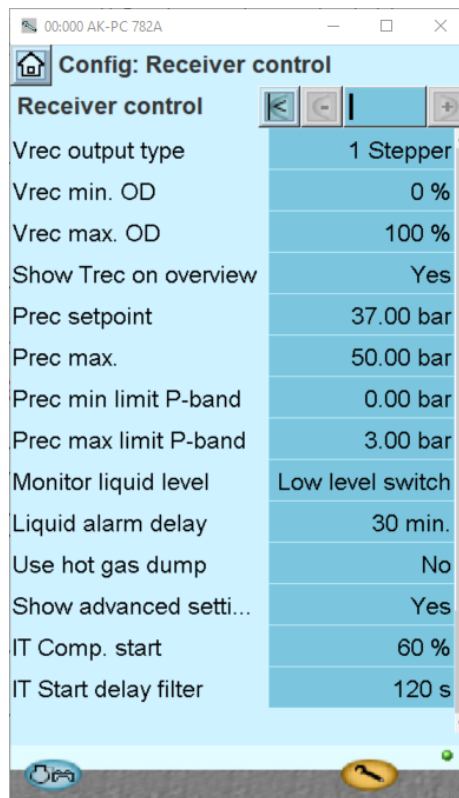 00:000 AK-PC 782A
Config: Receiver control
Receiver control
Vrec output type 1 Stepper
Vrec min. OD 0 %
Vrec max. OD 100 %
Show Trec on overview Yes
Prec setpoint 37.00 bar
Prec max. 50.00 bar
Prec min limit P-band 0.00 bar
Prec max limit P-band 3.00 bar
Monitor liquid level Low level switch
Liquid alarm delay 30 min.
Use hot gas dump No
Show advanced setti... Yes
IT Comp. start 60 %
IT Start delay filter 120 s